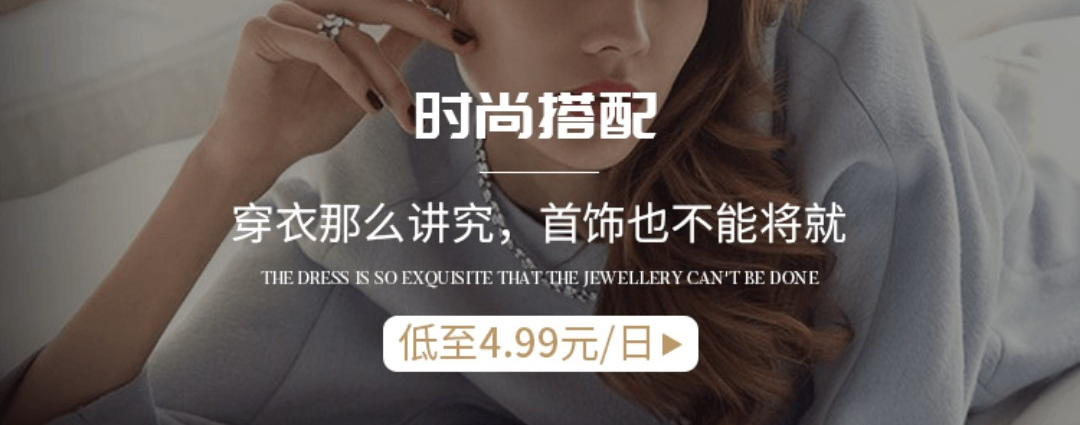 时尚搭配
穿衣那么讲究，首饰也不能将就
THE DRESS IS SO EXQUISITE THAT THE JEWELLERY CAN'T BE DONE
低至4.99元/日▶